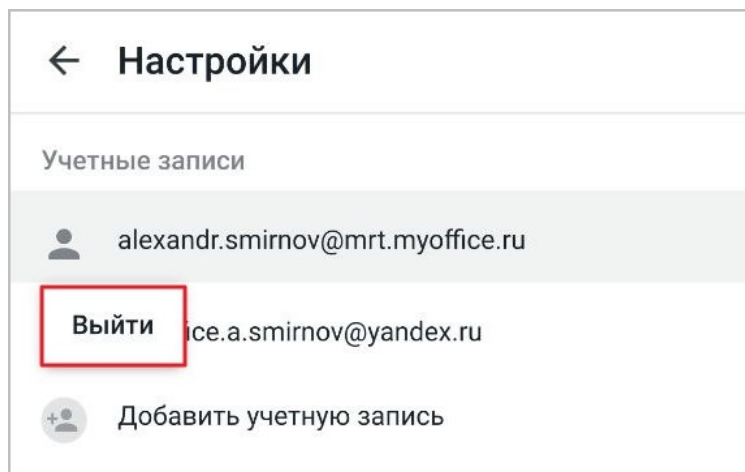 Настройки
Учетные записи
alexandr.smirnov@mrt.myoffice.ru
Выйти
ice.a.smirnov@yandex.ru
Добавить учетную запись